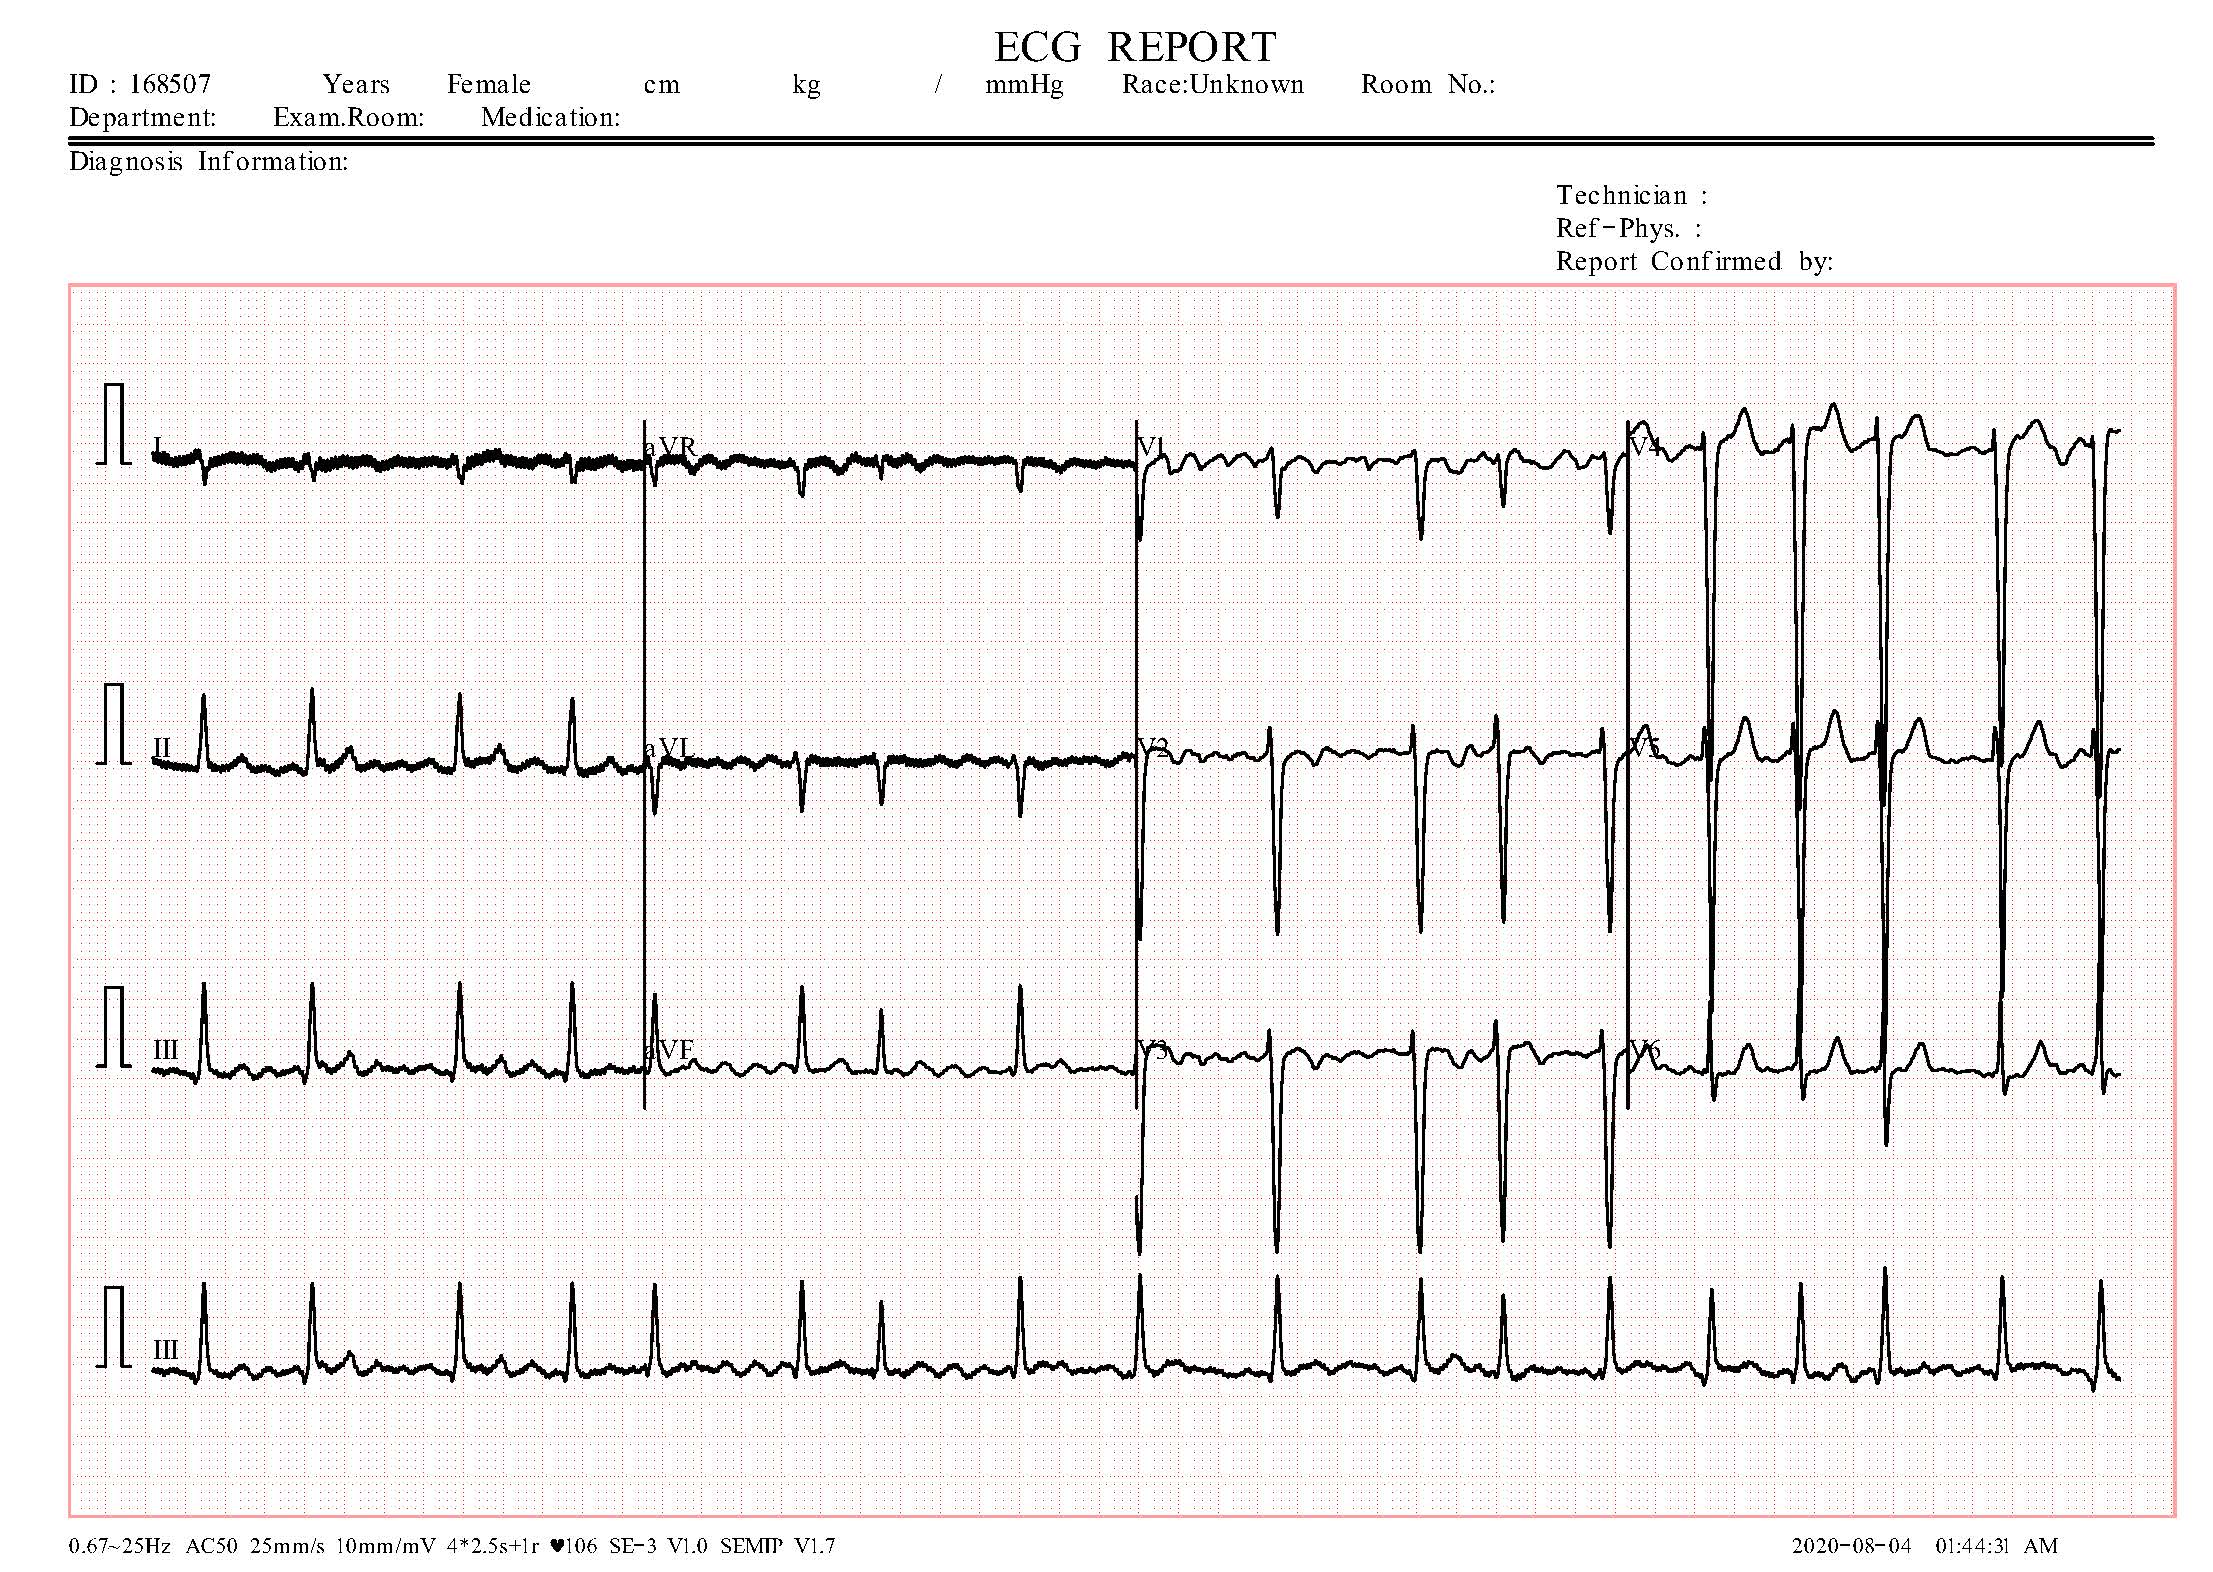 ECG REPORT
ID : 168507 Years Female cm kg / mmHg Race:Unknown Room No.:
Department: Exam.Room: Medication:
Diagnosis Information:
Technician :
Ref-Phys. :
Report Confirmed by:
I aVR V1 V4
II aVL V2 V5
III aVF V3 V6
III
0.67~25Hz AC50 25mm/s 10mm/mV 4*2.5s+1r ♥106 SE-3 V1.0 SEMIP V1.7 2020-08-04 01:44:31 AM